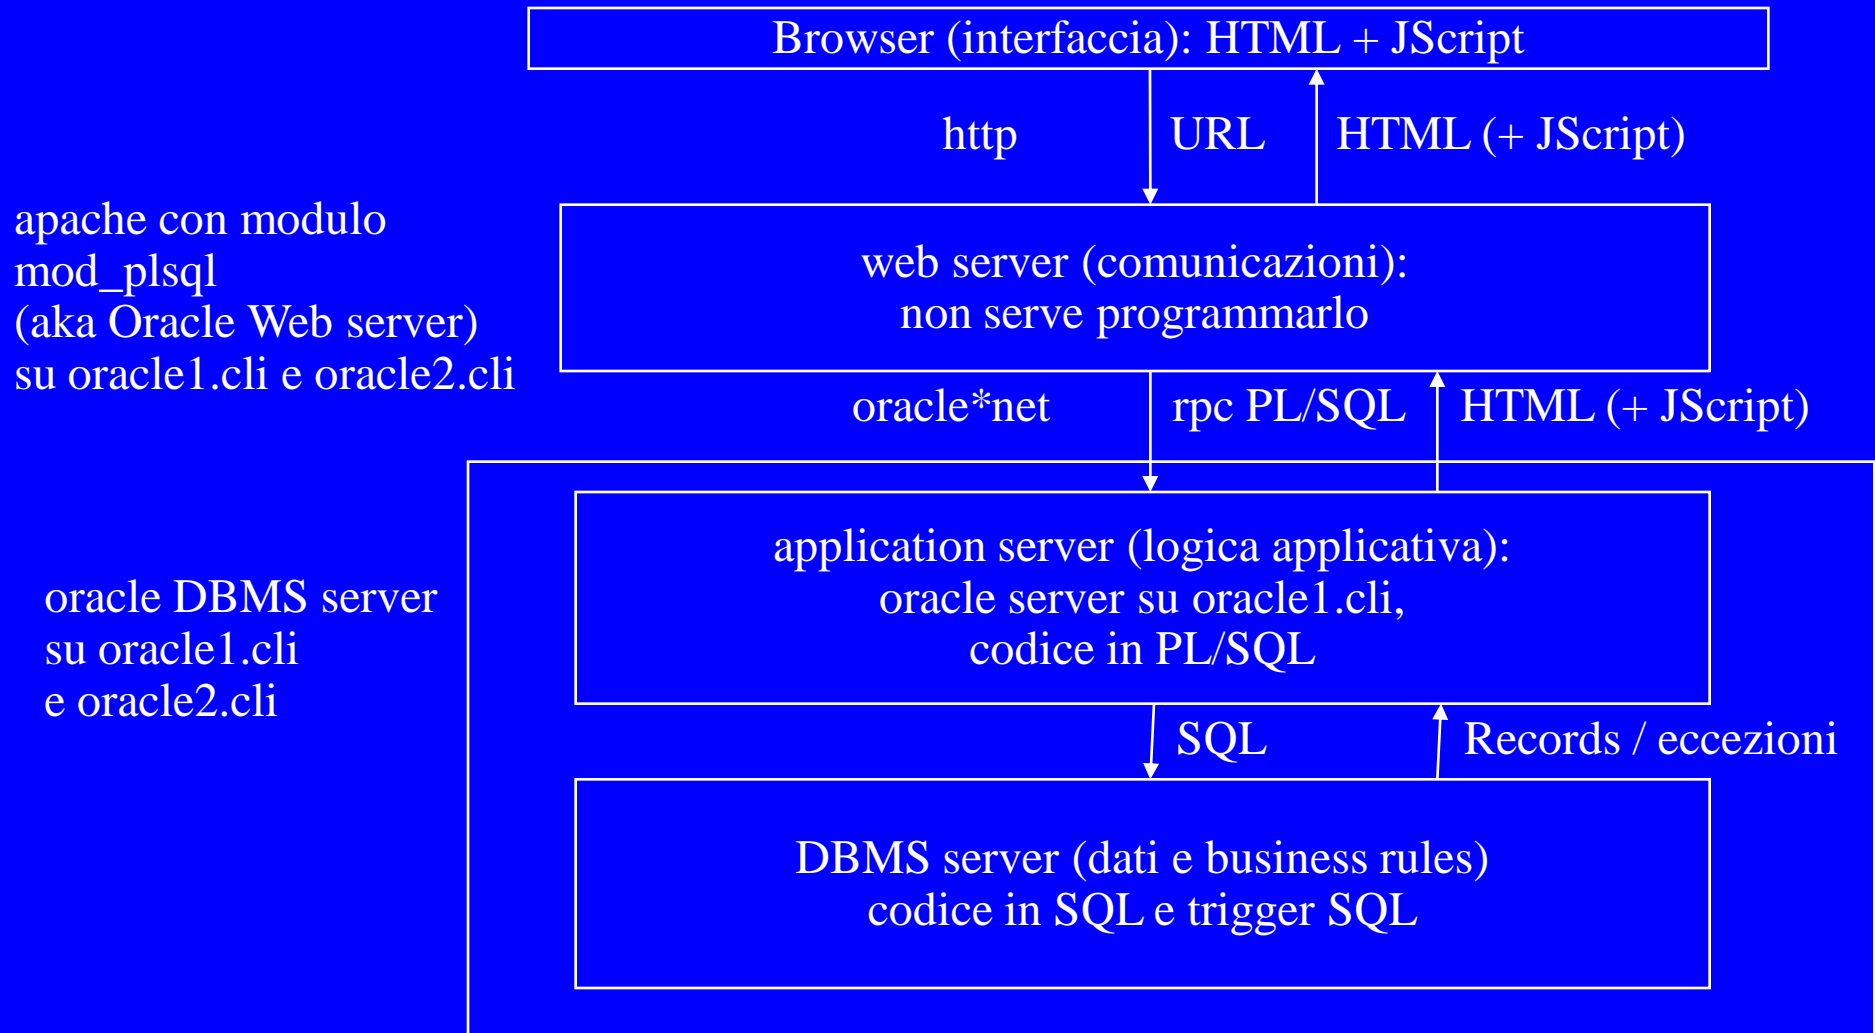 Browser (interfaccia): HTML + JScript
http
URL
HTML (+ JScript)
apache con modulo
mod_plsql
(aka Oracle Web server)
su oracle1.cli e oracle2.cli
web server (comunicazioni):
non serve programmarlo
oracle*net
rpc PL/SQL
HTML (+ JScript)
oracle DBMS server
su oracle1.cli
e oracle2.cli
application server (logica applicativa):
oracle server su oracle1.cli,
codice in PL/SQL
SQL
Records / eccezioni
DBMS server (dati e business rules)
codice in SQL e trigger SQL